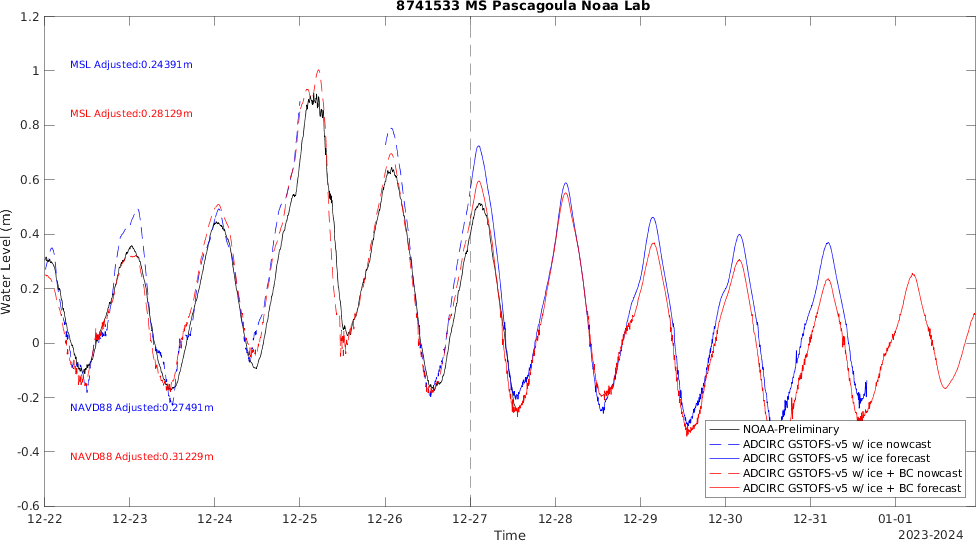 8741533 MS Pascagoula Noaa Lab
1.2
1
0.8
0.6
0.4
0.2
0
-0.2
-0.4
-0.6
Water Level (m)
MSL Adjusted:0.24391m
MSL Adjusted:0.28129m
NAVD88 Adjusted:0.27491m
NAVD88 Adjusted:0.31229m
NOAA-Preliminary
ADCIRC GSTOFS-v5 w/ ice nowcast
ADCIRC GSTOFS-v5 w/ ice forecast
ADCIRC GSTOFS-v5 w/ ice + BC nowcast
ADCIRC GSTOFS-v5 w/ ice + BC forecast
12-22 12-23 12-24 12-25 12-26 12-27 12-28 12-29 12-30 12-31 01-01
Time
2023-2024